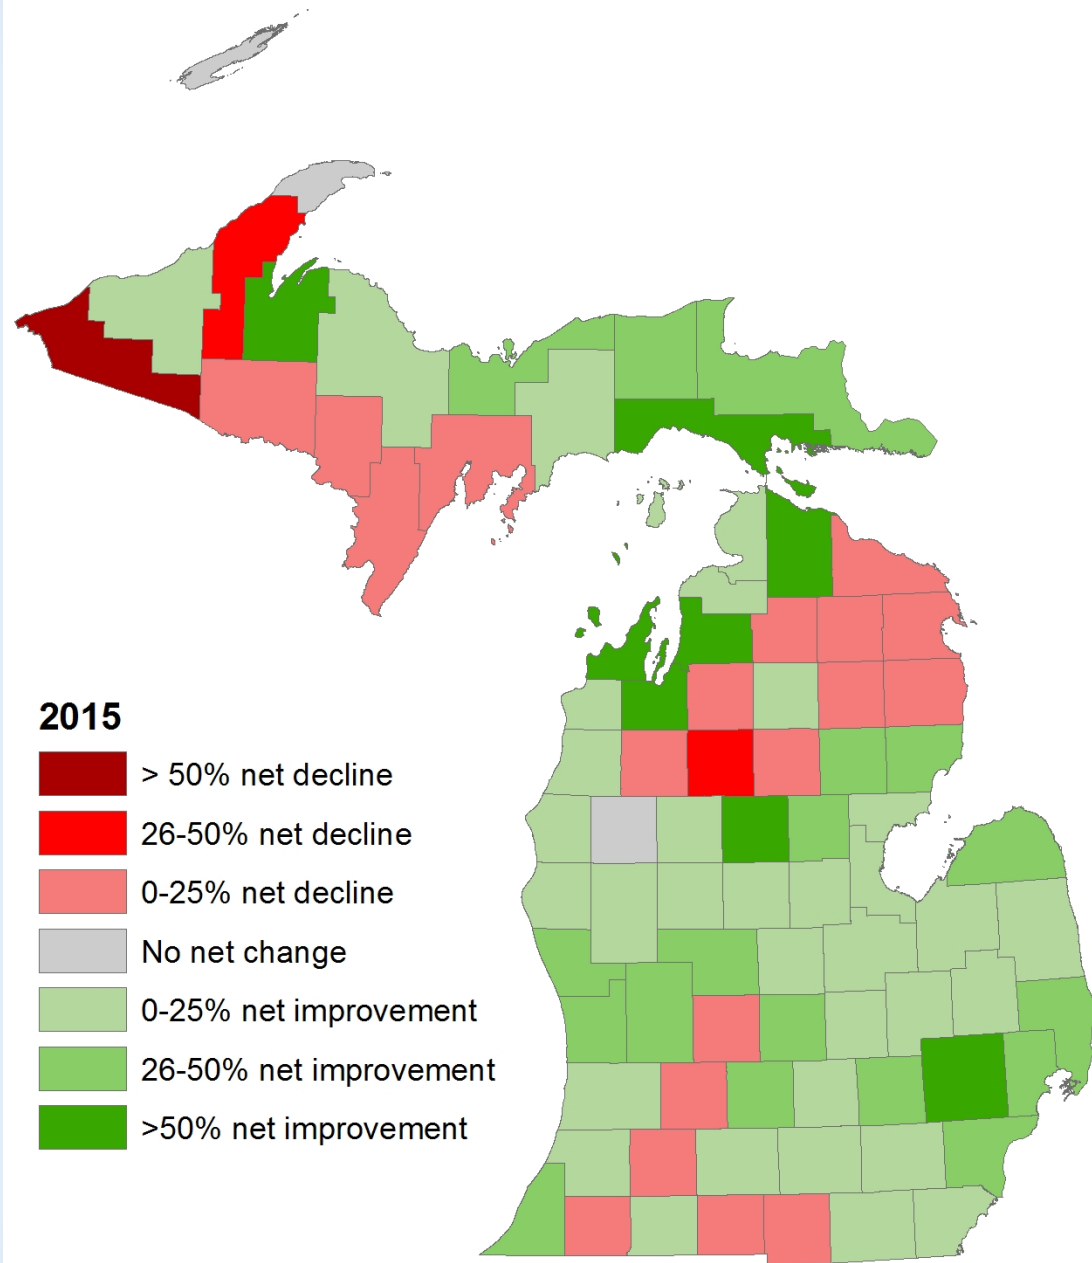 2015
> 50% net decline
26-50% net decline
0-25% net decline
No net change
0-25% net improvement
26-50% net improvement
>50% net improvement